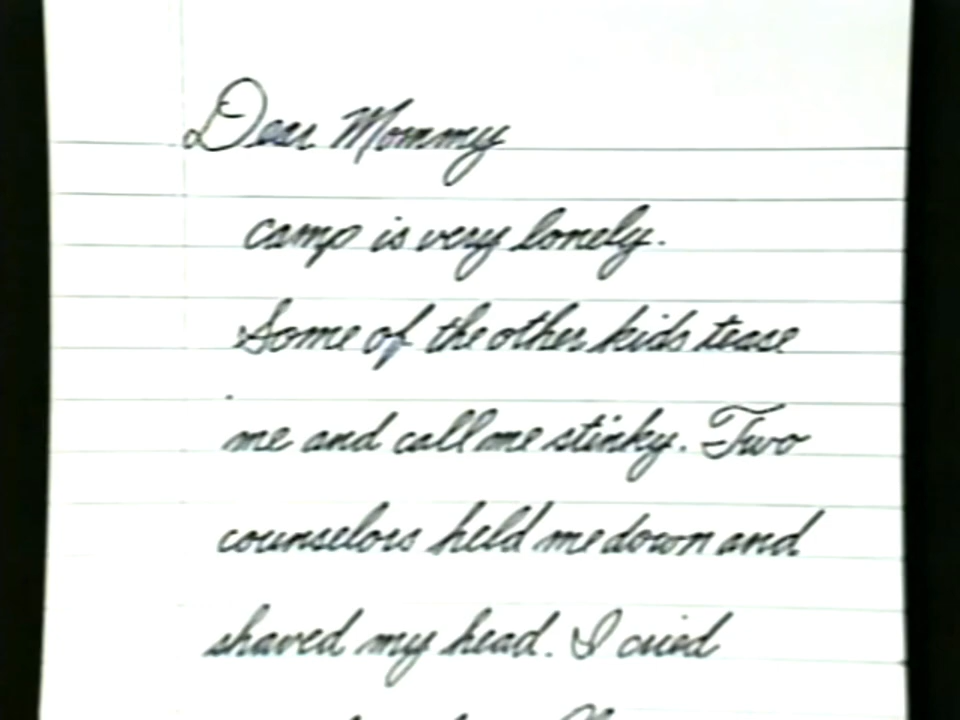 Dear Mommy
camp is very lonely.
Some of the other kids tease
me and call me stinky. Two
counselors held me down and
shaved my head. I cried